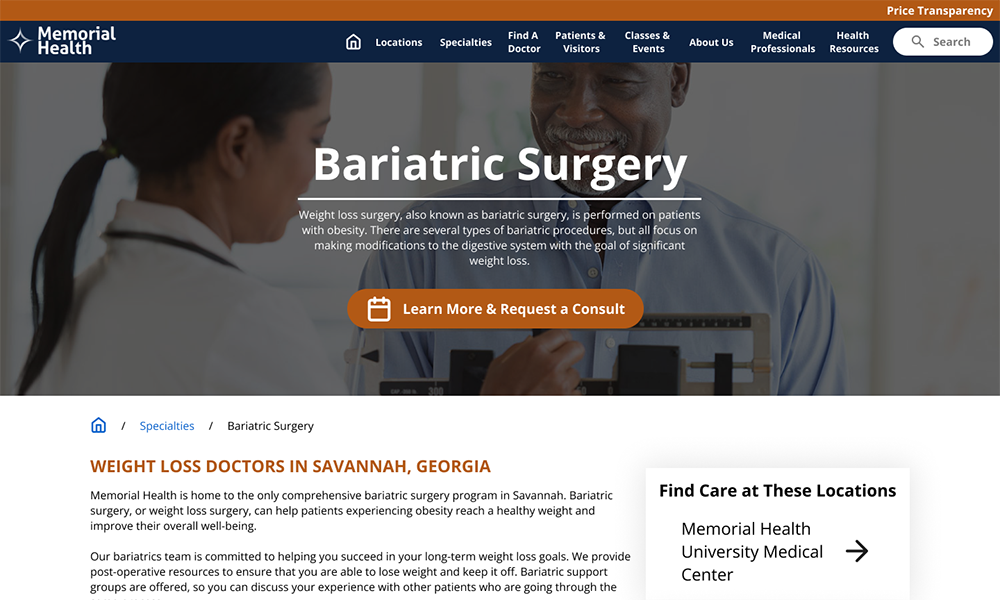 Price Transparency
Memorial
Health
Locations
Specialties
Find A
Doctor
Patients &
Visitors
Classes &
Events
About Us
Medical
Professionals
Health
Resources
Search
Bariatric Surgery
Weight loss surgery, also known as bariatric surgery, is performed on patients
with obesity. There are several types of bariatric procedures, but all focus on
making modifications to the digestive system with the goal of significant
weight loss.
Learn More & Request a Consult
300
/ Specialties / Bariatric Surgery
WEIGHT LOSS DOCTORS IN SAVANNAH, GEORGIA
Memorial Health is home to the only comprehensive bariatric surgery program in Savannah. Bariatric
surgery, or weight loss surgery, can help patients experiencing obesity reach a healthy weight and
improve their overall well-being.
Our bariatrics team is committed to helping you succeed in your long-term weight loss goals. We provide
post-operative resources to ensure that you are able to lose weight and keep it off. Bariatric support
groups are offered, so you can discuss your experience with other patients who are going through the
Find Care at These Locations
Memorial Health
University Medical
Center